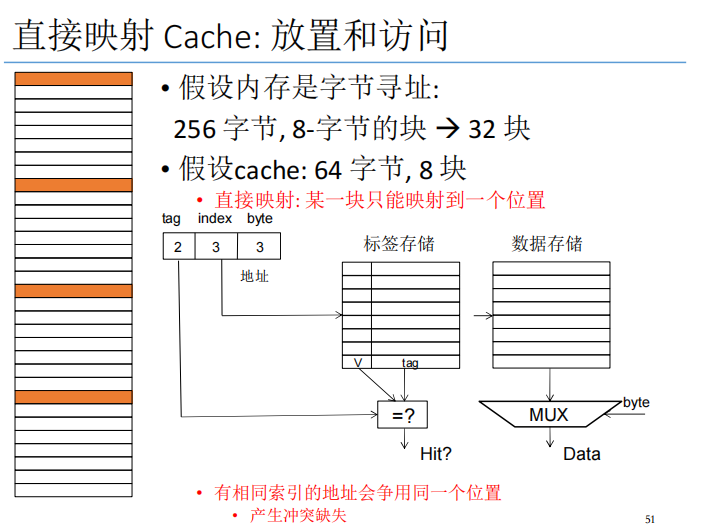 直接映射 Cache: 放置和访问
• 假设内存是字节寻址:
256 字节, 8-字节的块 → 32 块
• 假设cache: 64 字节, 8 块
• 直接映射: 某一块只能映射到一个位置
tag index byte
2 3 3
地址
标签存储 数据存储
V tag
=? MUX byte
Hit? Data
• 有相同索引的地址会争用同一个位置
• 产生冲突缺失
51